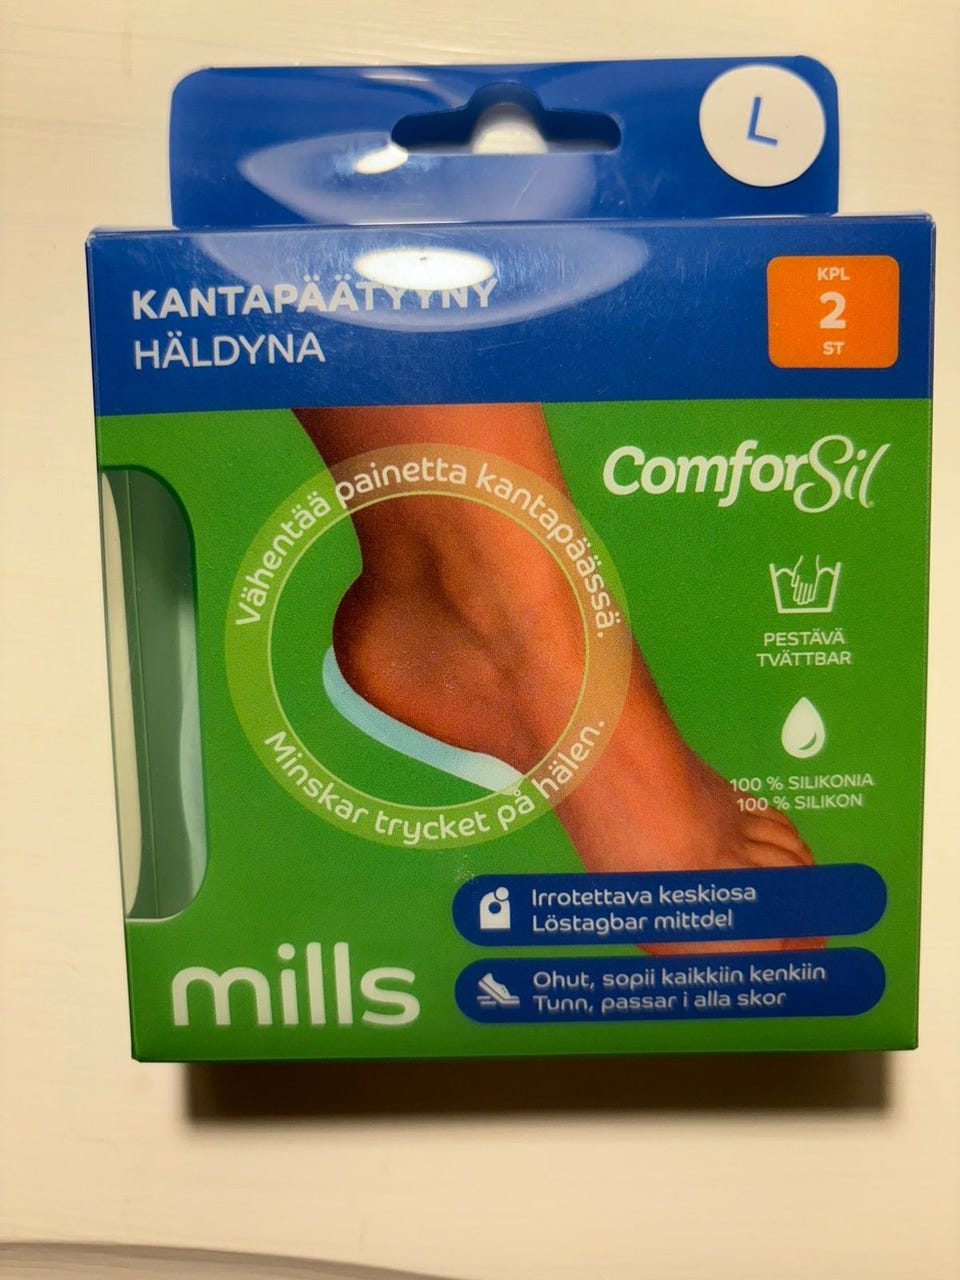 L
KANTAPÄÄTYYNY
HÄLDYNA
KPL
2
ST
ComforSil
Vähentää painetta kantapäässä.
Minskar trycket på hälen.
PESTÄVÄ
TVÄTTBAR
100 % SILIKONIA
100 % SILIKON
Irrotettava keskiosa
Löstagbar mittdel
Ohut, sopii kaikkiin kenkiin
Tunn, passar i alla skor
mills